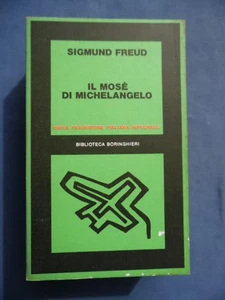 SIGMUND FREUD
IL MOSÈ
DI MICHELANGELO
BIBLIOTECA BORINGHIERI